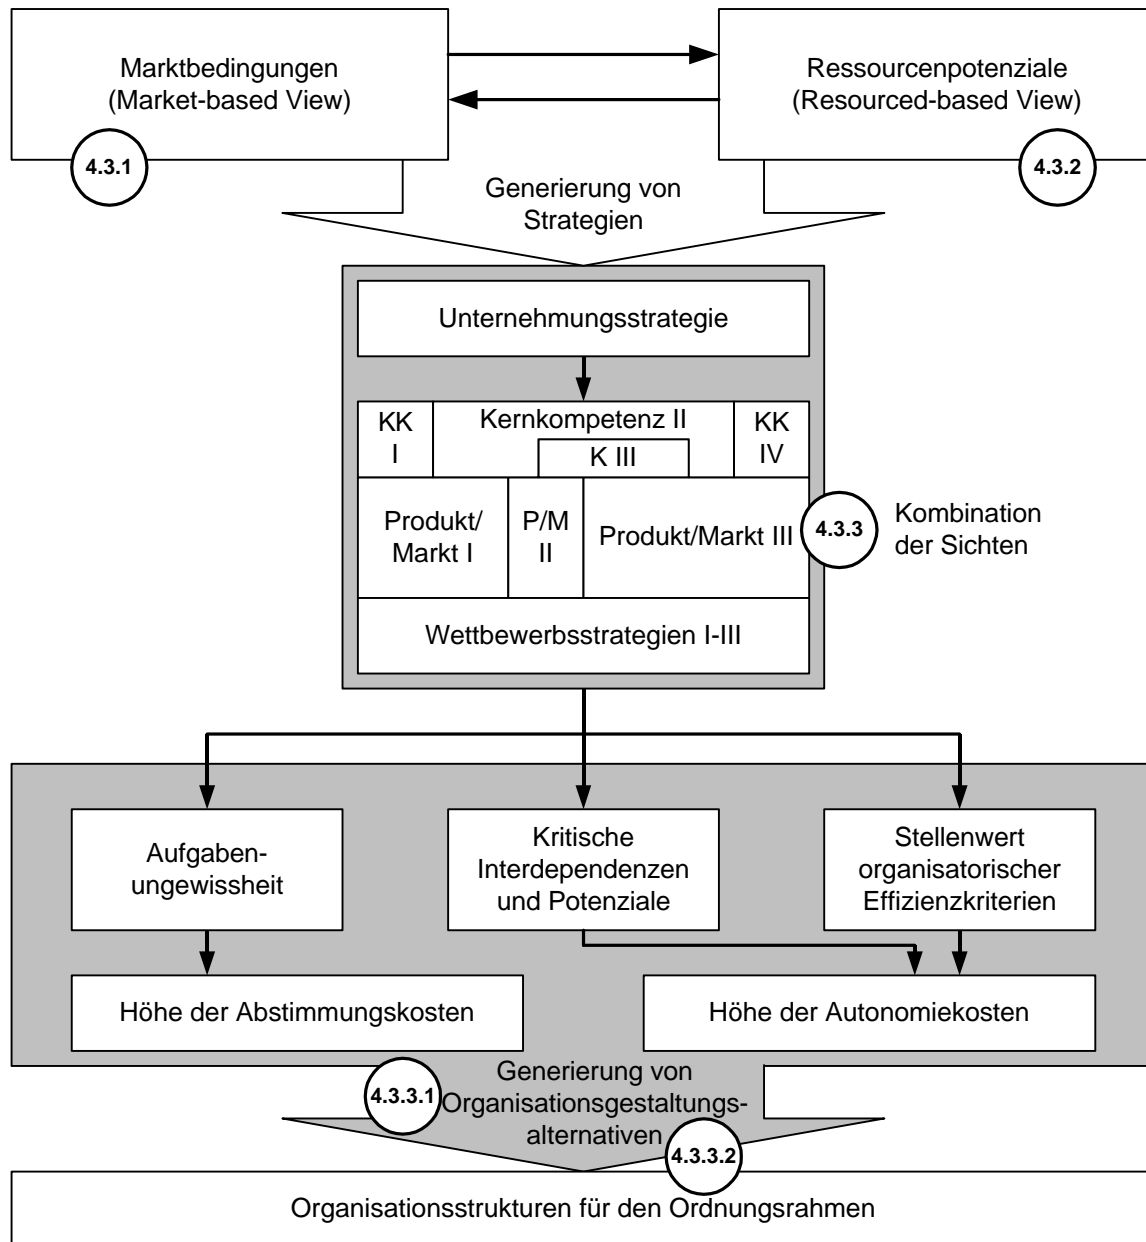 Marktbedingungen
(Market-based View)
Ressourcenpotenziale
(Resourced-based View)
4.3.1
4.3.2
Generierung von
Strategien
Unternehmungsstrategie
KK
I
Kernkompetenz II
K III
KK
IV
Produkt/
Markt I
P/M
II
Produkt/Markt III
4.3.3
Kombination
der Sichten
Wettbewerbsstrategien I-III
Aufgaben-
ungewissheit
Kritische
Interdependenzen
und Potenziale
Stellenwert
organisatorischer
Effizienzkriterien
Höhe der Abstimmungskosten
Höhe der Autonomiekosten
4.3.3.1
Generierung von
Organisationsgestaltungs-
alternativen
4.3.3.2
Organisationsstrukturen für den Ordnungsrahmen